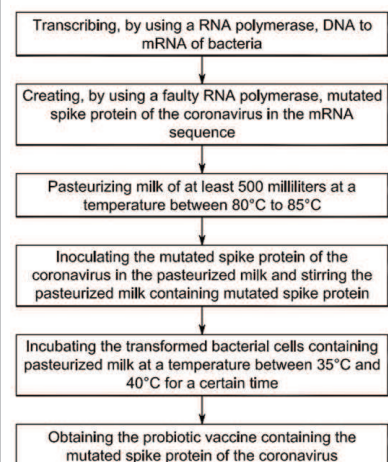 Transcribing, by using a RNA polymerase, DNA to
mRNA of bacteria
Creating, by using a faulty RNA polymerase, mutated
spike protein of the coronavirus in the mRNA
sequence
Pasteurizing milk of at least 500 milliliters at a
temperature between 80°C to 85°C
Inoculating the mutated spike protein of the
coronavirus in the pasteurized milk and stirring the
pasteurized milk containing mutated spike protein
Incubating the transformed bacterial cells containing
pasteurized milk at a temperature between 35°C and
40°C for a certain time
Obtaining the probiotic vaccine containing the
mutated spike protein of the coronavirus